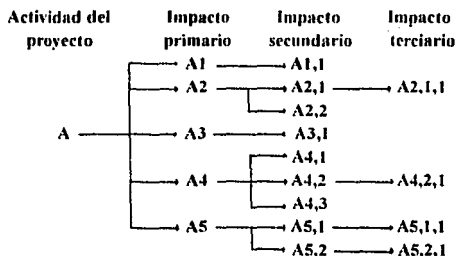 Actividad del Impacto Impacto Impacto
proyecto primario secundario terciario
A1 A1,1
A2 A2,1 A2,1,1
A2,2
A A3 A3,1
A4,1
A4 A4,2 A4,2,1
A4,3
A5 A5,1 A5,1,1
A5,2 A5,2,1